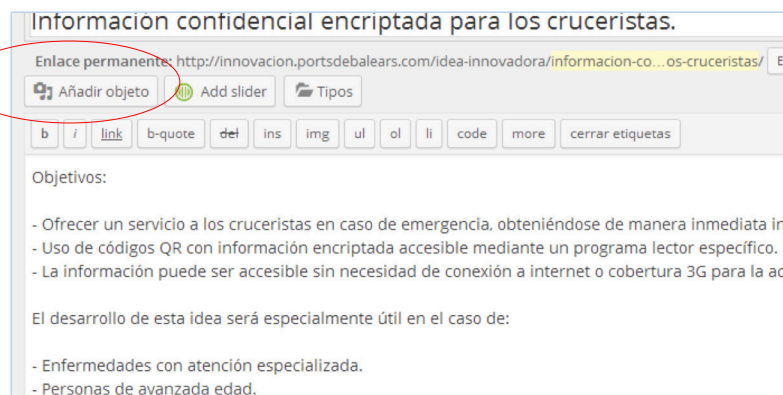 Información confidencial encriptada para los cruceristas.
Enlace permanente: http://innovacion.portsdebalears.com/idea-innovadora/informacion-co…os-cruceristas/ E
Añadir objeto Add slider Tipos
b i link b-quote del ins img ul ol li code more cerrar etiquetas
Objetivos:
- Ofrecer un servicio a los cruceristas en caso de emergencia, obteniéndose de manera inmediata in
- Uso de códigos QR con información encriptada accesible mediante un programa lector específico.
- La información puede ser accesible sin necesidad de conexión a internet o cobertura 3G para la ac
El desarrollo de esta idea será especialmente útil en el caso de:
- Enfermedades con atención especializada.
- Personas de avanzada edad.